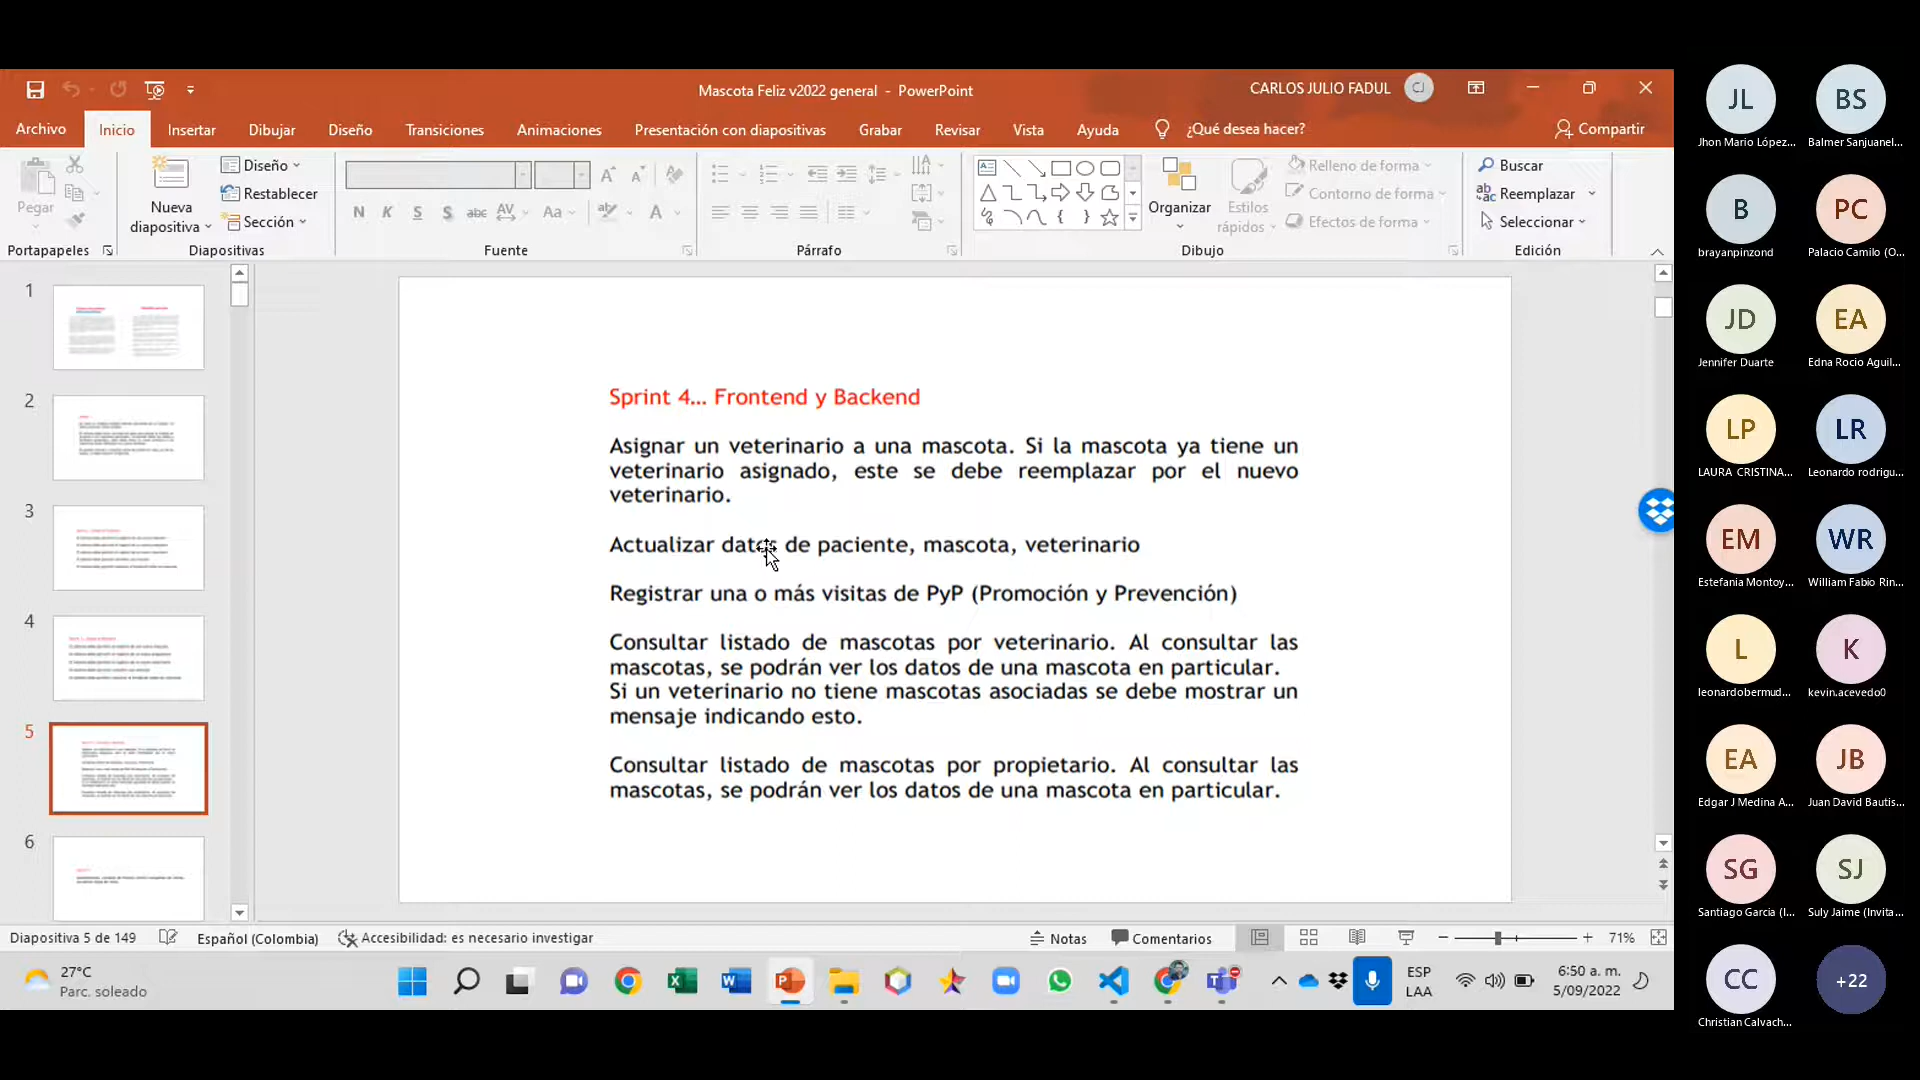 Mascota Feliz v2022 general - PowerPoint
CARLOS JULIO FADUL
CJ
Archivo
Inicio
Insertar
Dibujar
Diseño
Transiciones
Animaciones
Presentación con diapositivas
Grabar
Revisar
Vista
Ayuda
¿Qué desea hacer?
Compartir
Pegar
Portapapeles
Nueva
diapositiva
Diseño
Restablecer
Sección
Diapositivas
N K S S abc AV Aa
Fuente
Párrafo
Organizar
Estilos
rápidos
Relleno de forma
Contorno de forma
Efectos de forma
Dibujo
Buscar
Reemplazar
Seleccionar
Edición
1
2
3
4
5
6
Sprint 4... Frontend y Backend
Asignar un veterinario a una mascota. Si la mascota ya tiene un
veterinario asignado, este se debe reemplazar por el nuevo
veterinario.
Actualizar datos de paciente, mascota, veterinario
Registrar una o más visitas de PyP (Promoción y Prevención)
Consultar listado de mascotas por veterinario. Al consultar las
mascotas, se podrán ver los datos de una mascota en particular.
Si un veterinario no tiene mascotas asociadas se debe mostrar un
mensaje indicando esto.
Consultar listado de mascotas por propietario. Al consultar las
mascotas, se podrán ver los datos de una mascota en particular.
Diapositiva 5 de 149
Español (Colombia)
Accesibilidad: es necesario investigar
Notas
Comentarios
71%
27°C
Parc. soleado
ESP
LAA
6:50 a. m.
5/09/2022
JL
Jhon Mario López...
BS
Balmer Sanjuanel...
B
brayanpinzond
PC
Palacio Camilo (O...
JD
Jennifer Duarte
EA
Edna Rocio Aguil...
LP
LAURA CRISTINA...
LR
Leonardo rodrigu...
EM
Estefania Montoy...
WR
William Fabio Rin...
L
leonardobermud...
K
kevin.acevedo0
EA
Edgar J Medina A...
JB
Juan David Bautis...
SG
Santiago Garcia (I...
SJ
Suly Jaime (Invita...
CC
Christian Calvach...
+22